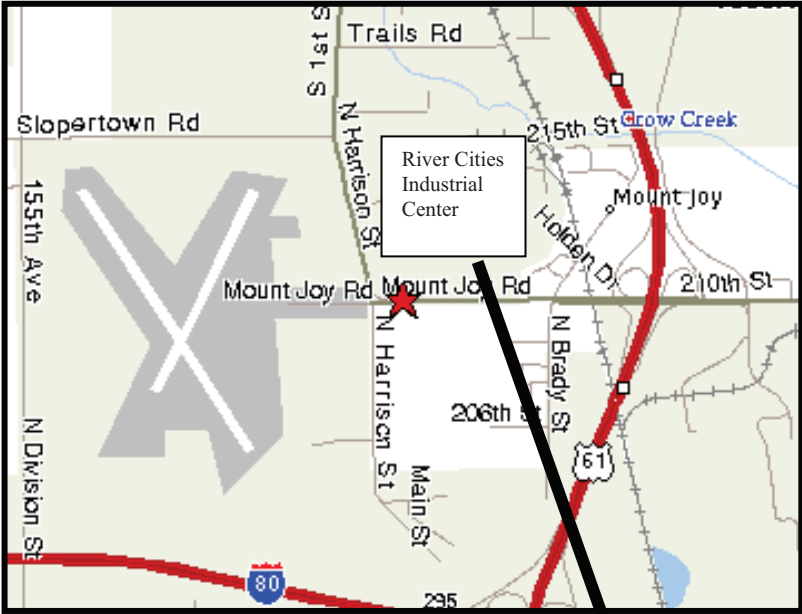 S 1st S
Trails Rd
Slopertown Rd
N Harrison St
River Cities
Industrial
Center
215th St
Crow Creek
Mount Joy
Holden Dr
155th Ave
Mount Joy Rd
Mount Joy Rd
210th St
N Harrison St
N Brady St
206th St
61
N Division St
Main St
80
295